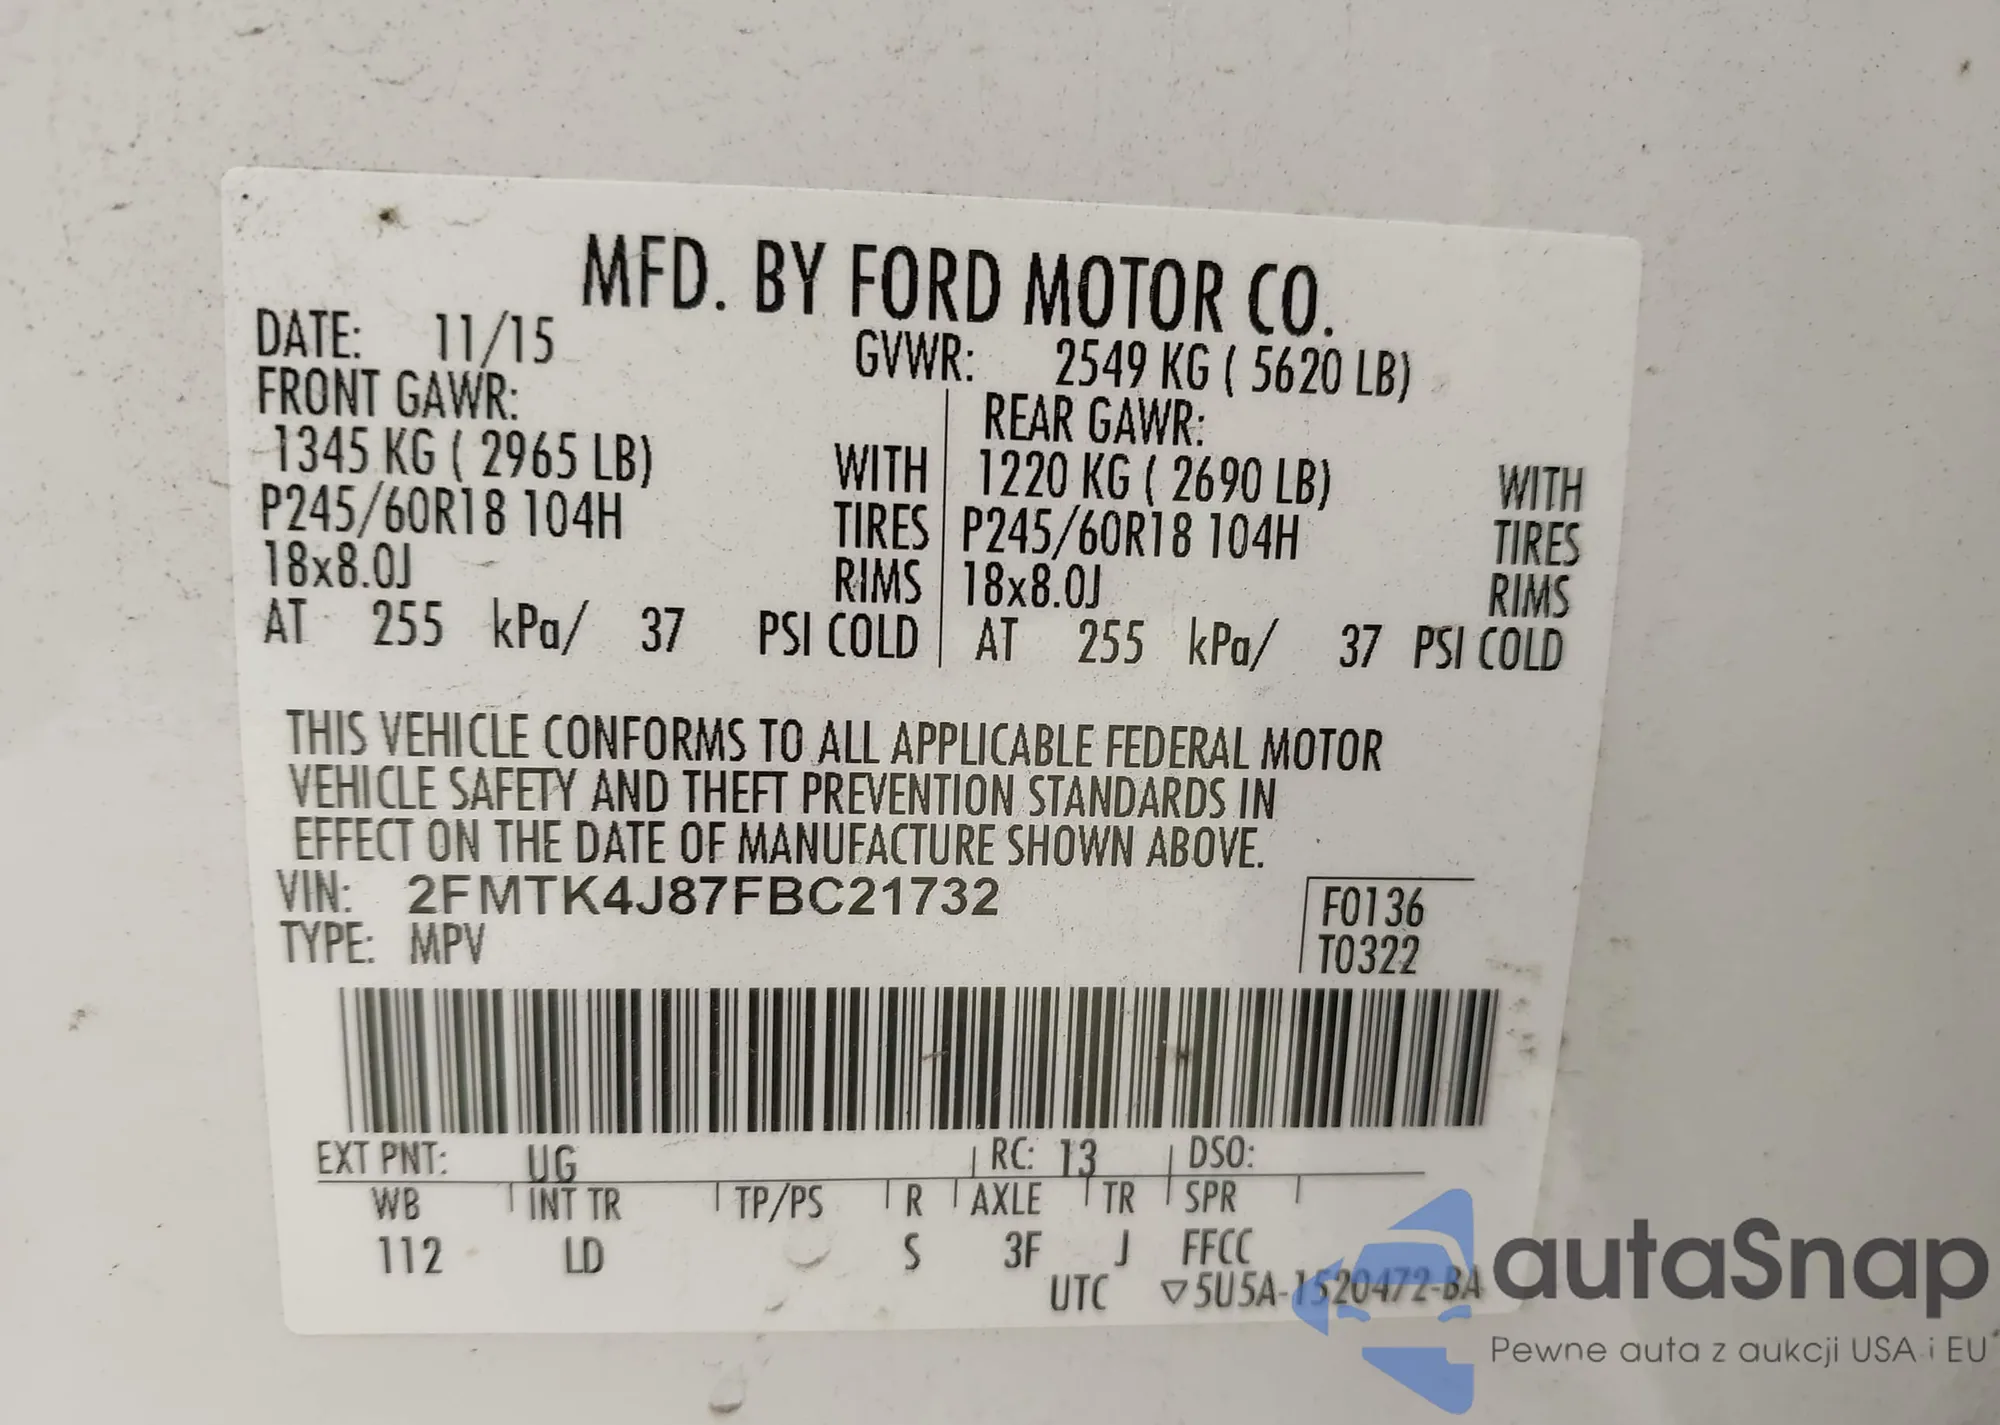 MFD. BY FORD MOTOR CO.
DATE: 11/15 GVWR: 2549 KG ( 5620 LB)
FRONT GAWR: REAR GAWR:
1345 KG ( 2965 LB) WITH 1220 KG ( 2690 LB) WITH
P245/60R18 104H TIRES P245/60R18 104H TIRES
18x8.0J RIMS 18x8.0J RIMS
AT 255 kPa/ 37 PSI COLD AT 255 kPa/ 37 PSI COLD
THIS VEHICLE CONFORMS TO ALL APPLICABLE FEDERAL MOTOR
VEHICLE SAFETY AND THEFT PREVENTION STANDARDS IN
EFFECT ON THE DATE OF MANUFACTURE SHOWN ABOVE.
VIN: 2FMTK4J87FBC21732 F0136
TYPE: MPV T0322
EXT PNT: UG RC: 13 DSO:
WB INT TR TP/PS R AXLE TR SPR
112 LD S 3F J FFCC
UTC ▽5U5A-1520472-BA
autaSnap
Pewne auta z aukcji USA i EU